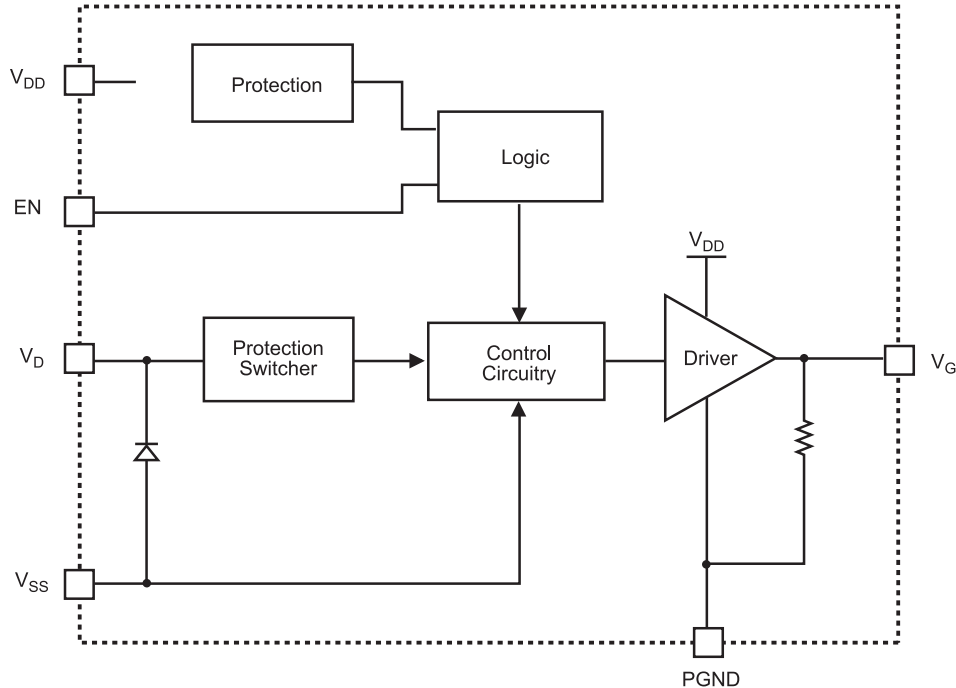 VDD
Protection
Logic
EN
VDD
VD
Protection
Switcher
Control
Circuitry
Driver
VG
VSS
PGND